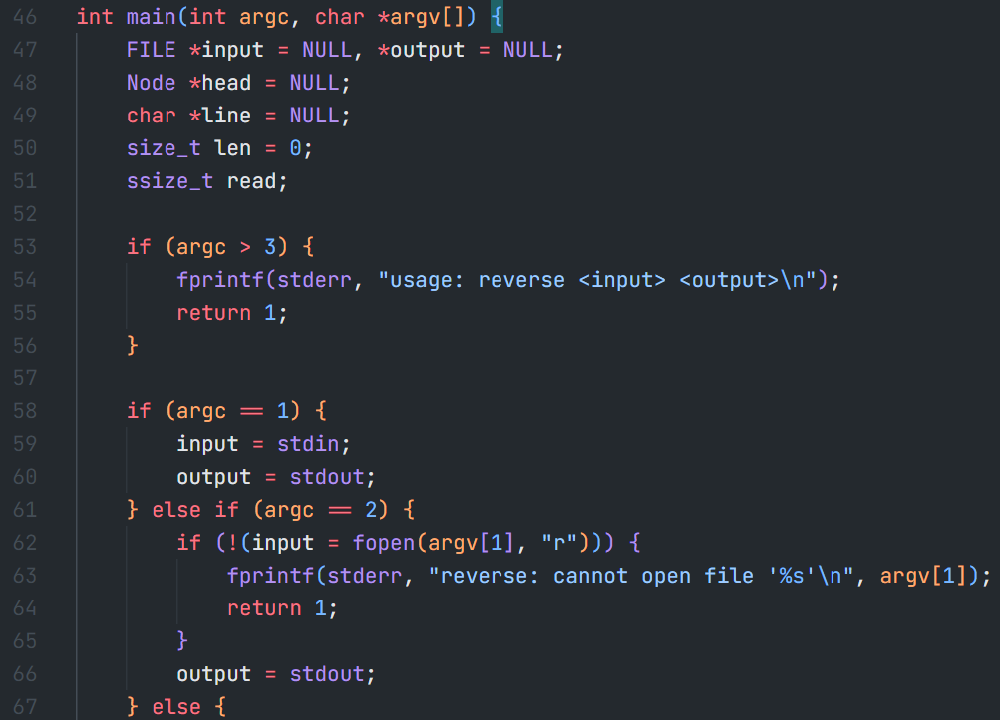 46 int main(int argc, char *argv[]) {
47     FILE *input = NULL, *output = NULL;
48     Node *head = NULL;
49     char *line = NULL;
50     size_t len = 0;
51     ssize_t read;
52
53     if (argc > 3) {
54         fprintf(stderr, "usage: reverse <input> <output>\n");
55         return 1;
56     }
57
58     if (argc == 1) {
59         input = stdin;
60         output = stdout;
61     } else if (argc == 2) {
62         if (!(input = fopen(argv[1], "r"))) {
63             fprintf(stderr, "reverse: cannot open file '%s'\n", argv[1]);
64             return 1;
65         }
66         output = stdout;
67     } else {